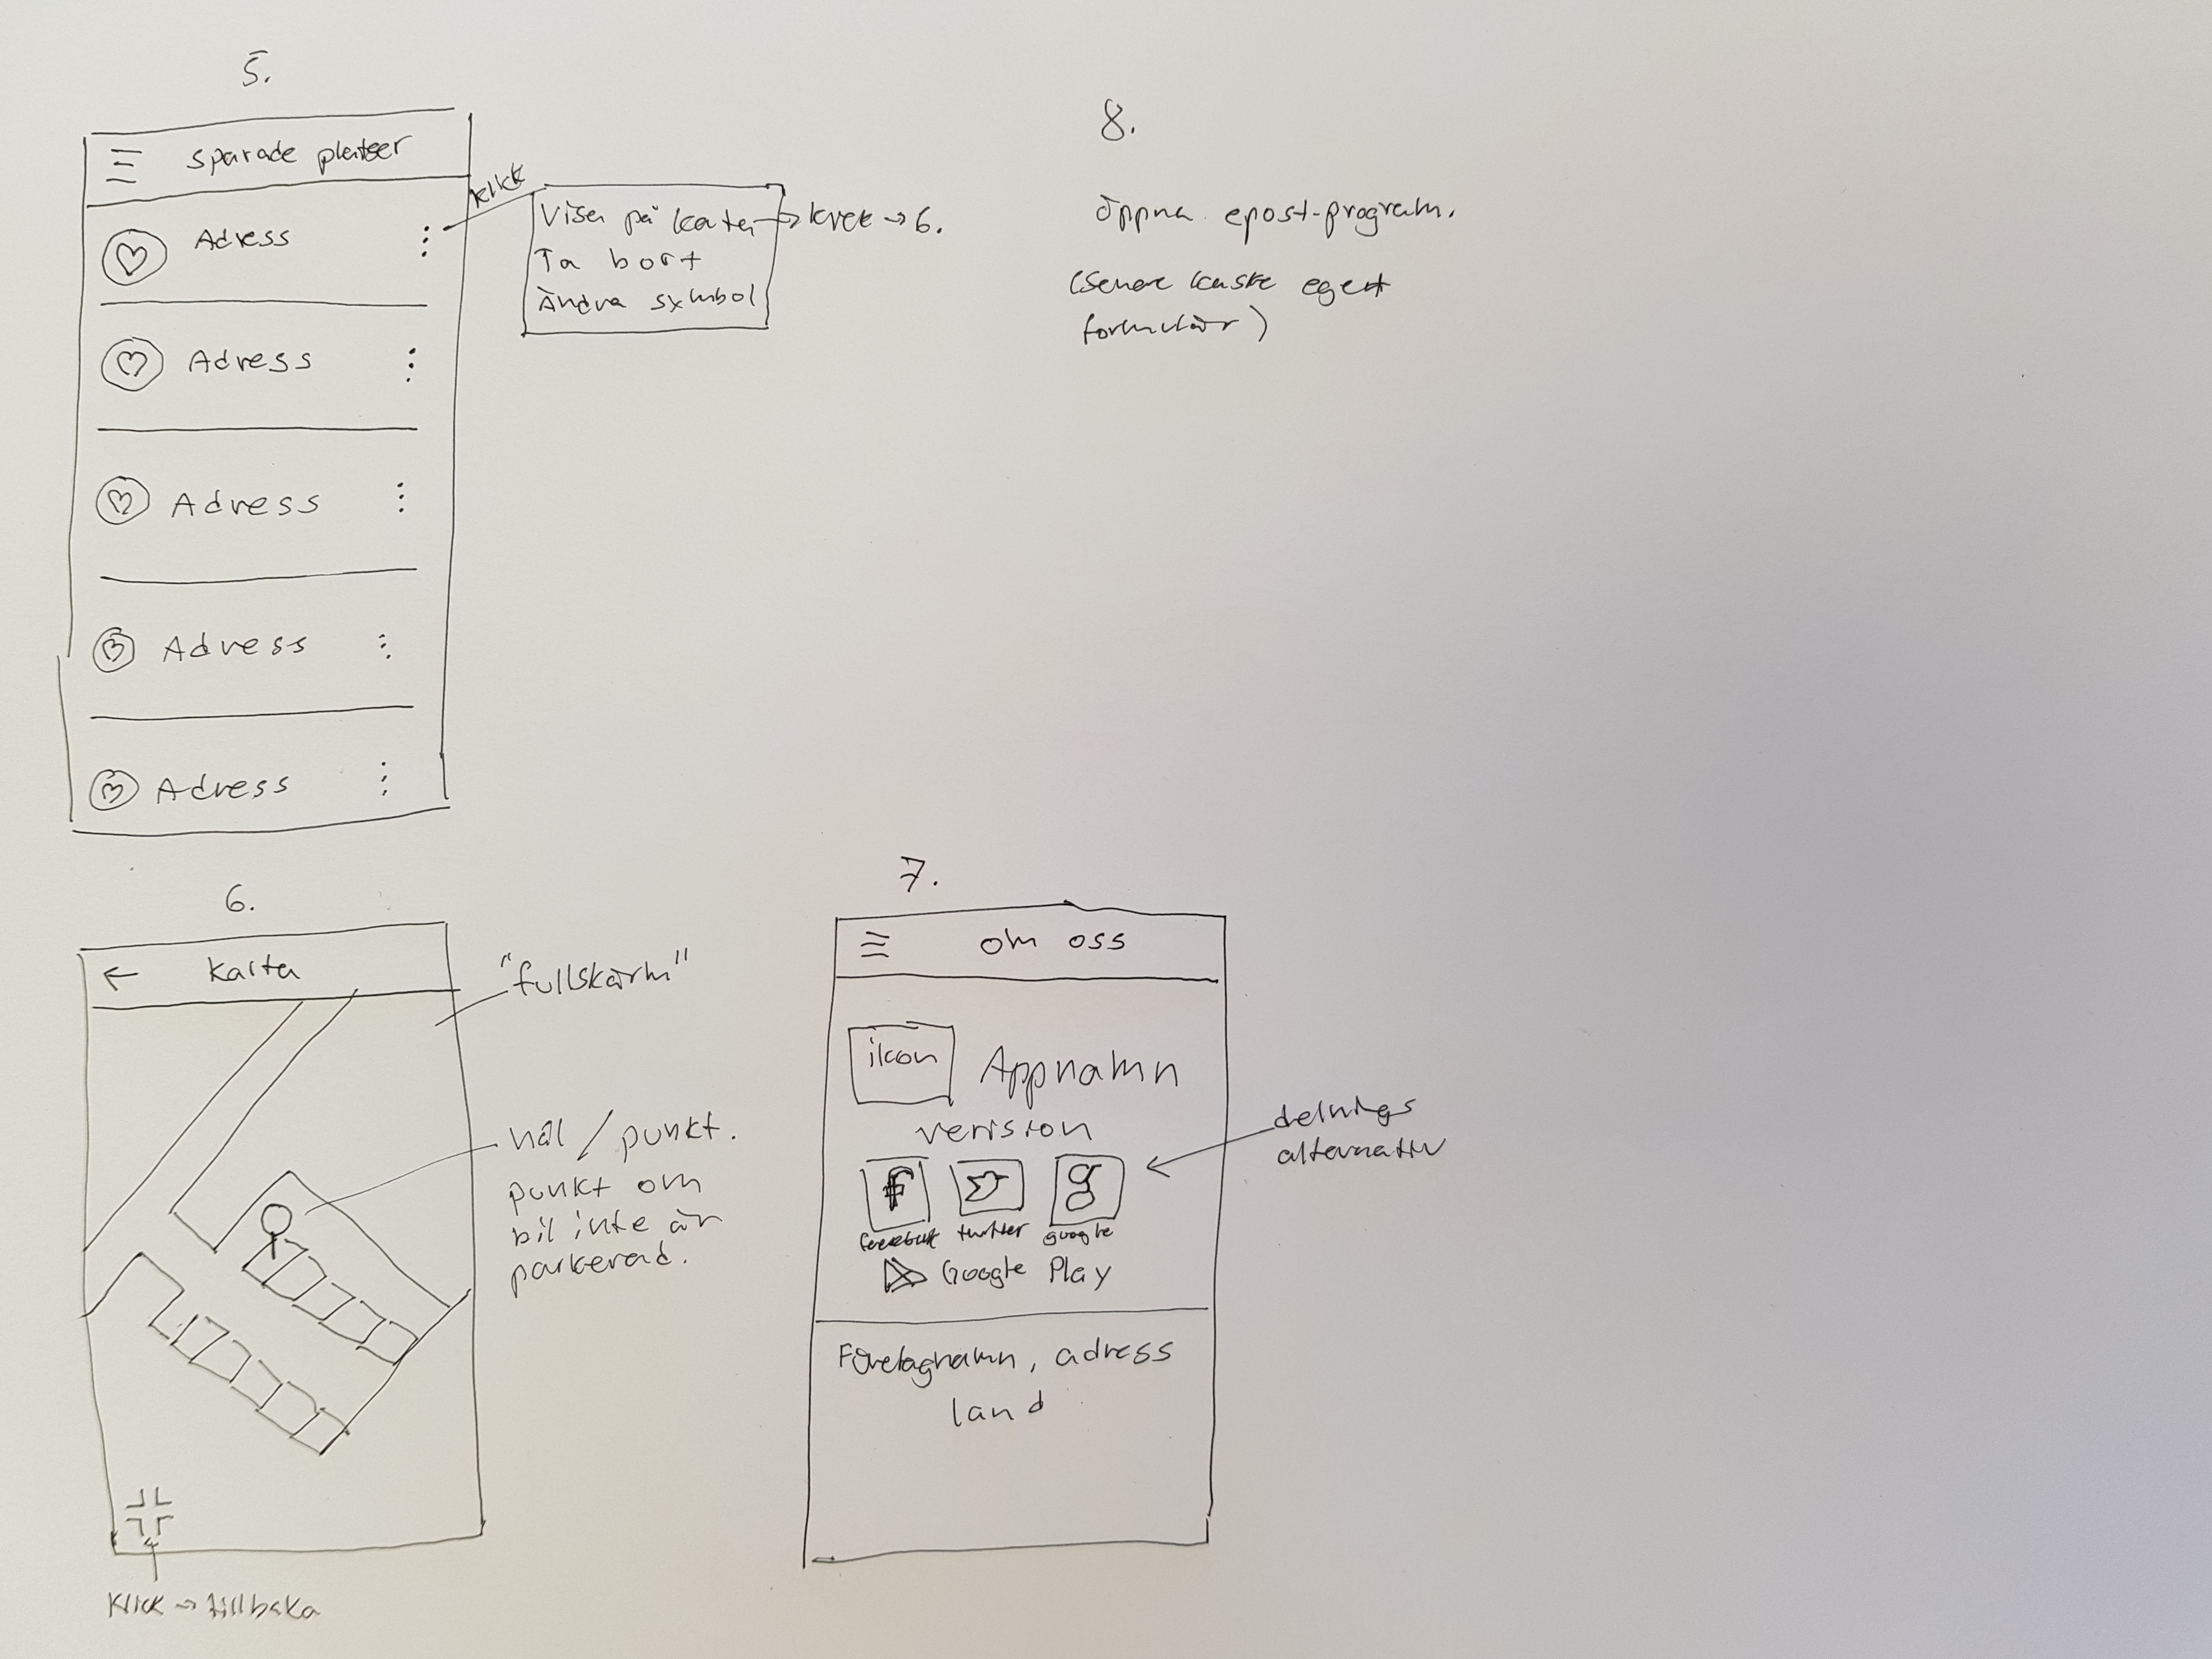 5.
sparade platser
Adress
Adress
Adress
Adress
Adress
klick
Visa på karta → klick → 6.
Ta bort
Ändra symbol
8.
öppna epost-program.
(senare kanske eget
formulär)
6.
← Karta
"fullskärm"
nål / punkt.
punkt om
bil inte är
parkerad.
Klick → tillbaka
7.
om oss
ikon
Appnamn
version
f
g
facebook twitter google
Google Play
delnings
alternativ
Företagnamn, adress
land